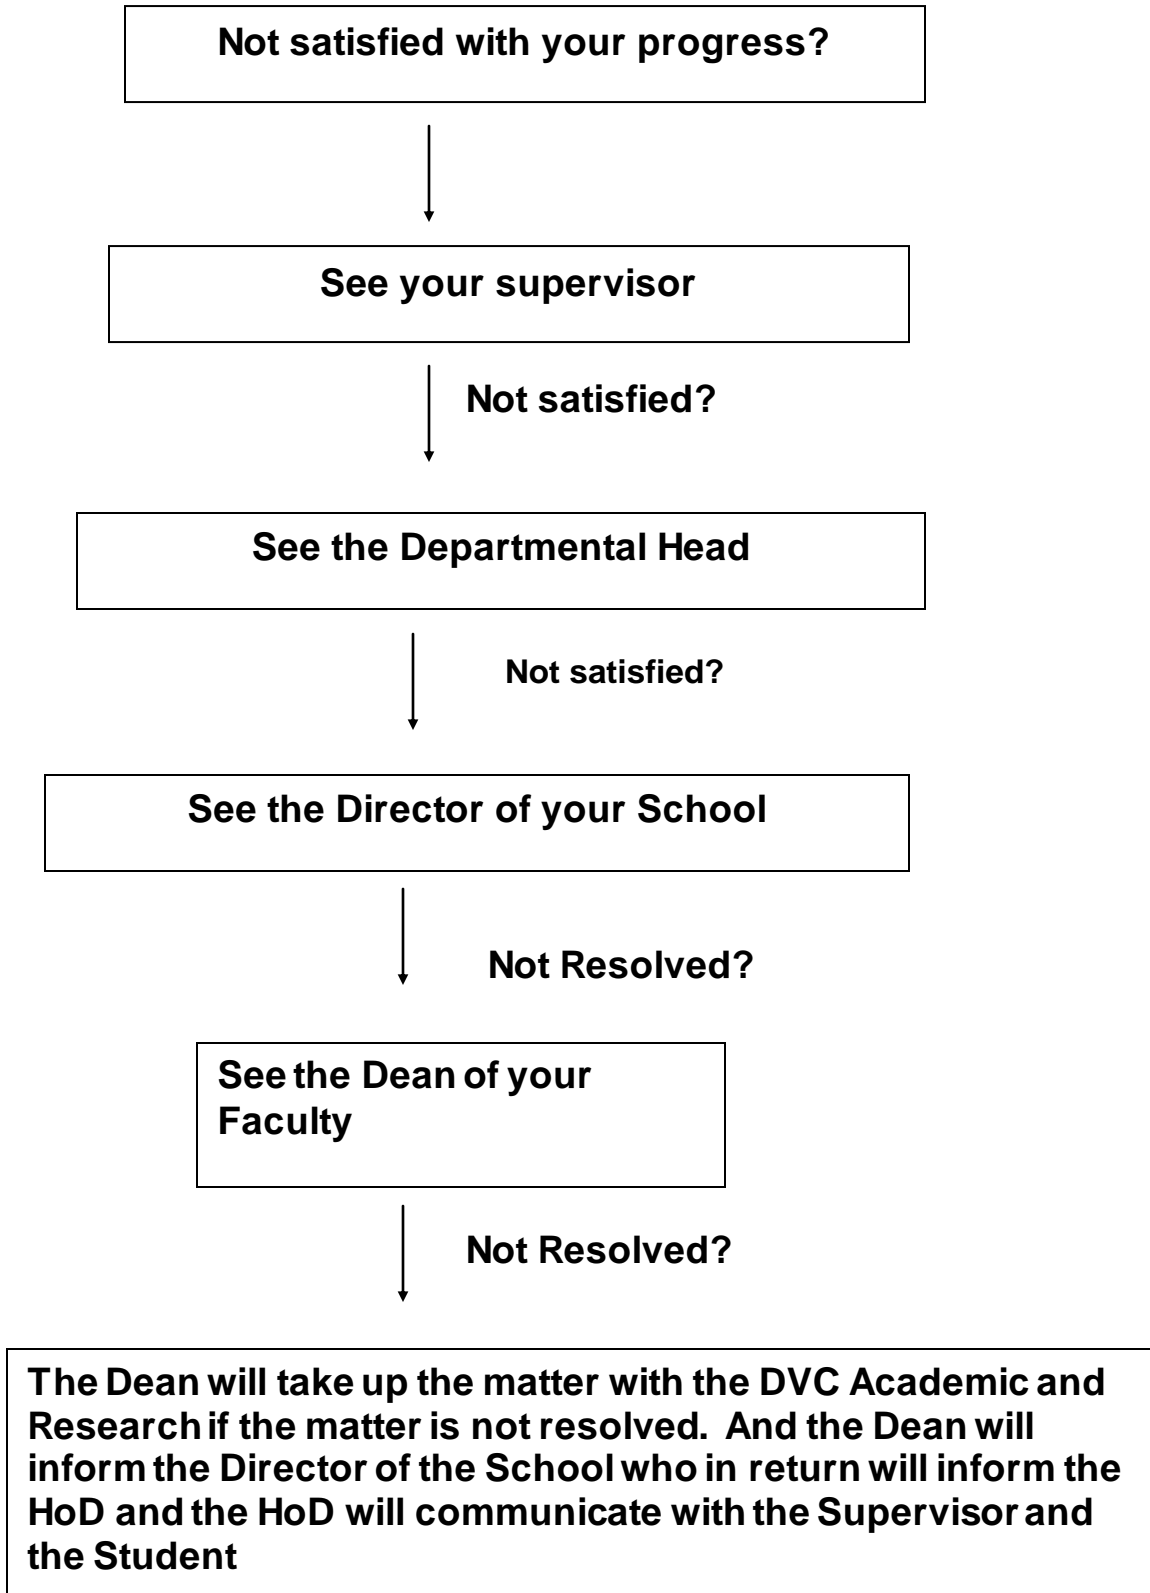 Not satisfied with your progress?
See your supervisor
Not satisfied?
See the Departmental Head
Not satisfied?
See the Director of your School
Not Resolved?
See the Dean of your
Faculty
Not Resolved?
The Dean will take up the matter with the DVC Academic and
Research if the matter is not resolved.  And the Dean will
inform the Director of the School who in return will inform the
HoD and the HoD will communicate with the Supervisor and
the Student